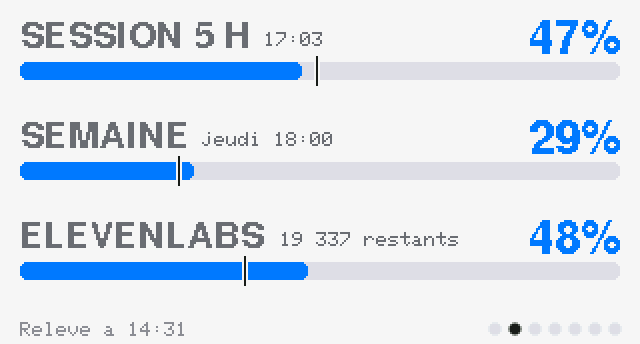 SESSION 5 H 17:03 47%
SEMAINE jeudi 18:00 29%
ELEVENLABS 19 337 restants 48%
Releve a 14:31